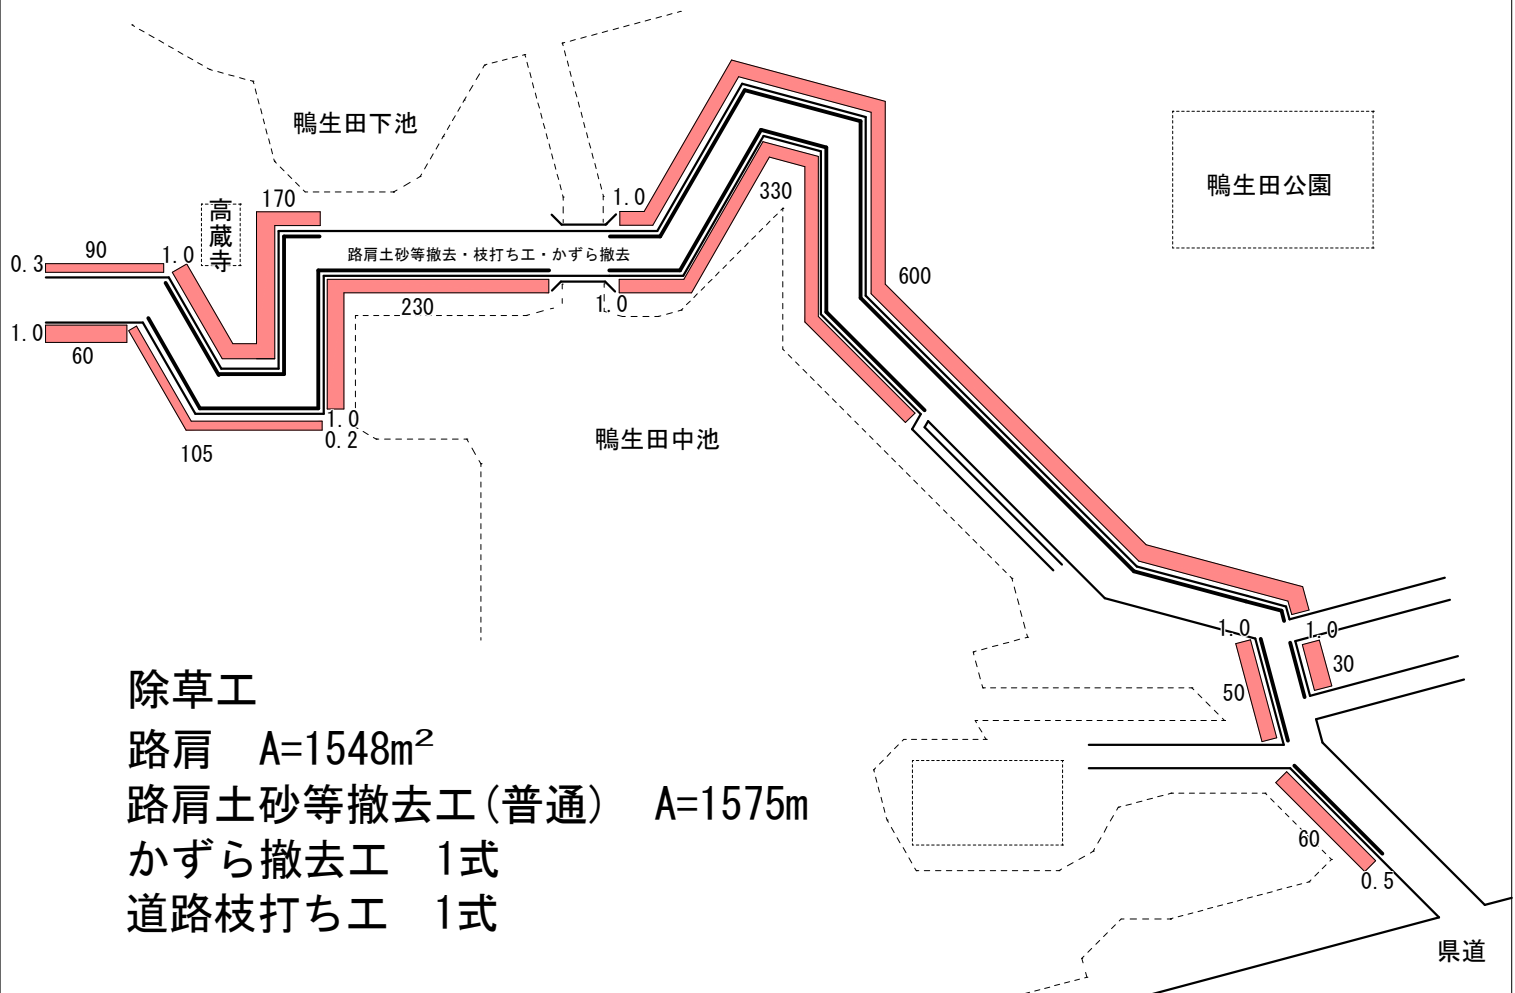 鴨生田下池
鴨生田公園
高蔵寺
170
1.0
330
90
0.3
1.0
路肩土砂等撤去・枝打ち工・かずら撤去
600
230
1.0
1.0
60
1.0
0.2
105
鴨生田中池
1.0
1.0
30
50
60
0.5
県道
除草工
路肩　A=1548m²
路肩土砂等撤去工(普通)　A=1575m
かずら撤去工　1式
道路枝打ち工　1式